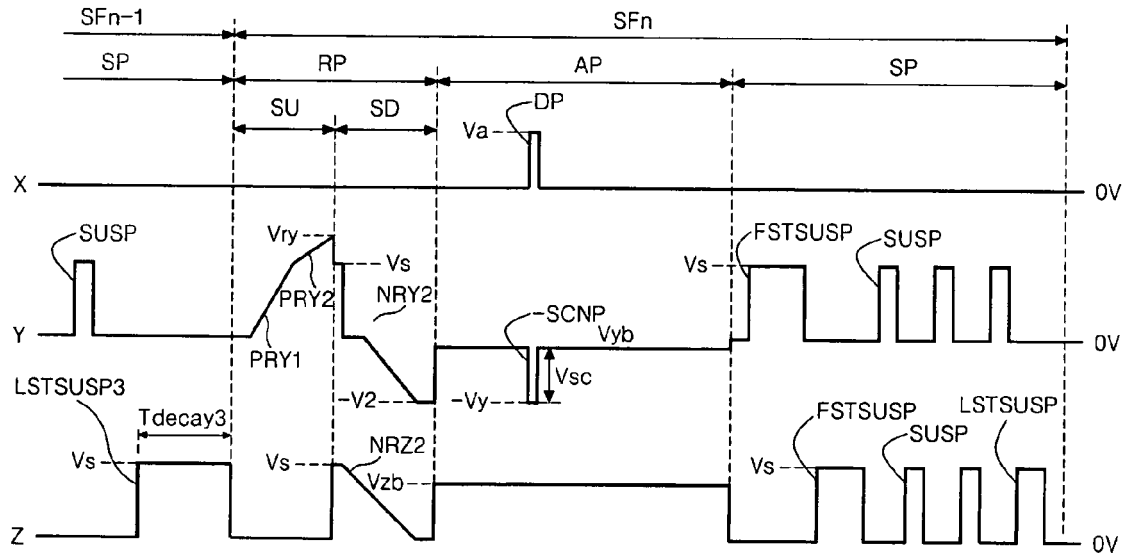 SFn-1 SFn
SP RP AP SP
SU SD DP
Va
X 0V
SUSP Vry Vs FSTSUSP SUSP
Vs
PRY2 NRY2
-SCNP
Y Vyb 0V
PRY1 Vsc
LSTSUSP3 -V2 -Vy
Tdecay3 FSTSUSP LSTSUSP
SUSP
Vs Vs NRZ2 Vs
Vzb
Z 0V